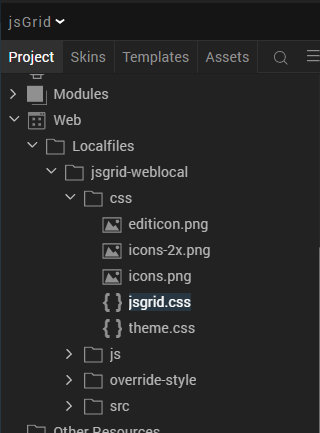 jsGrid
Project Skins Templates Assets
Modules
Web
Localfiles
jsgrid-weblocal
css
editicon.png
icons-2x.png
icons.png
{ } jsgrid.css
{ } theme.css
js
override-style
src
Other Resources